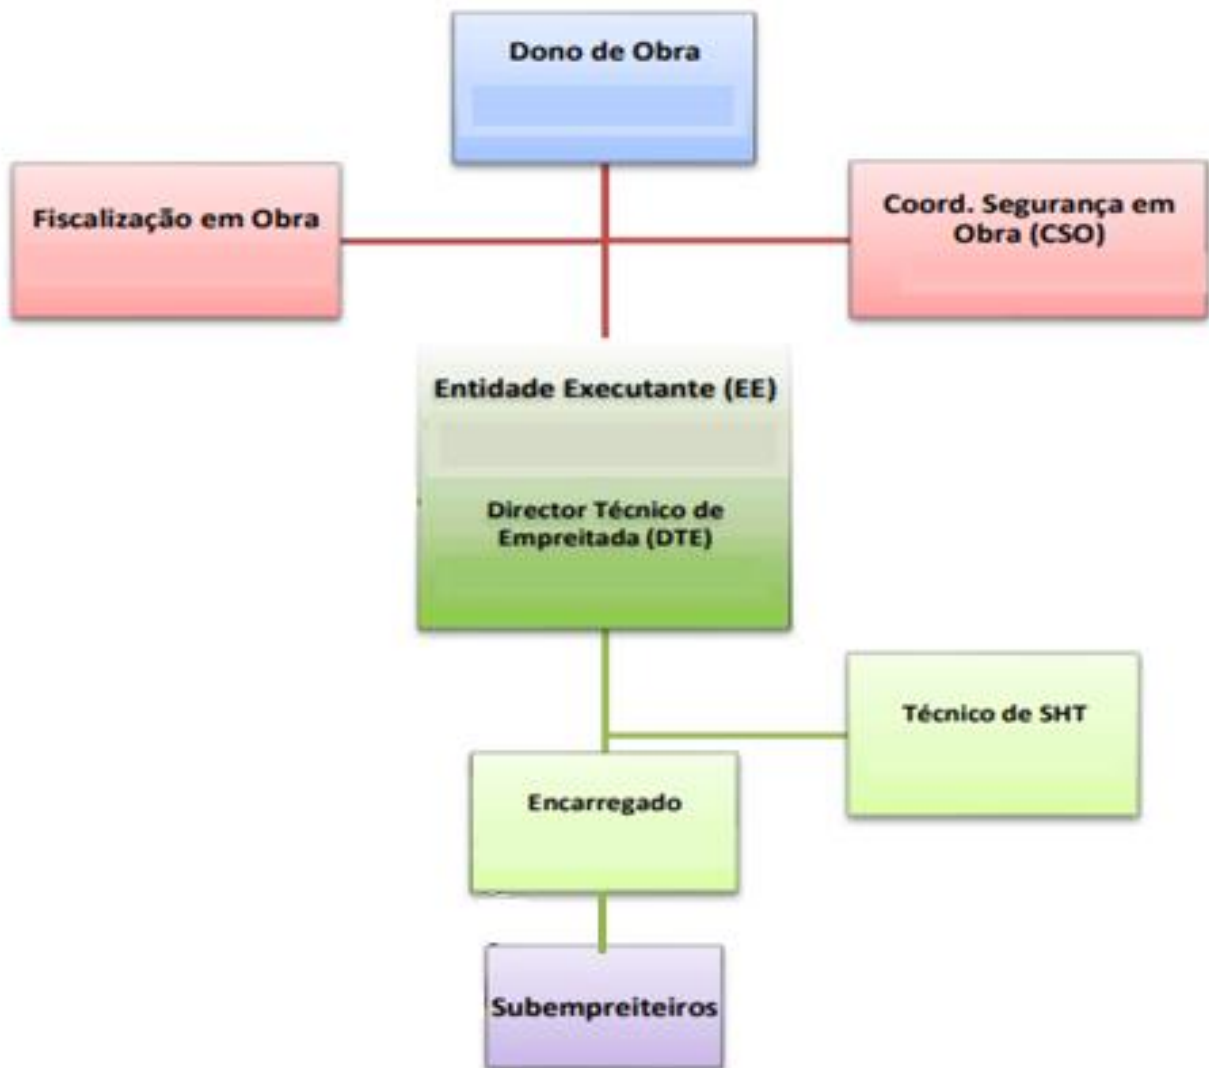 Dono de Obra
Fiscalização em Obra
Coord. Segurança em
Obra (CSO)
Entidade Executante (EE)
Director Técnico de
Empreitada (DTE)
Técnico de SHT
Encarregado
Subempreiteiros